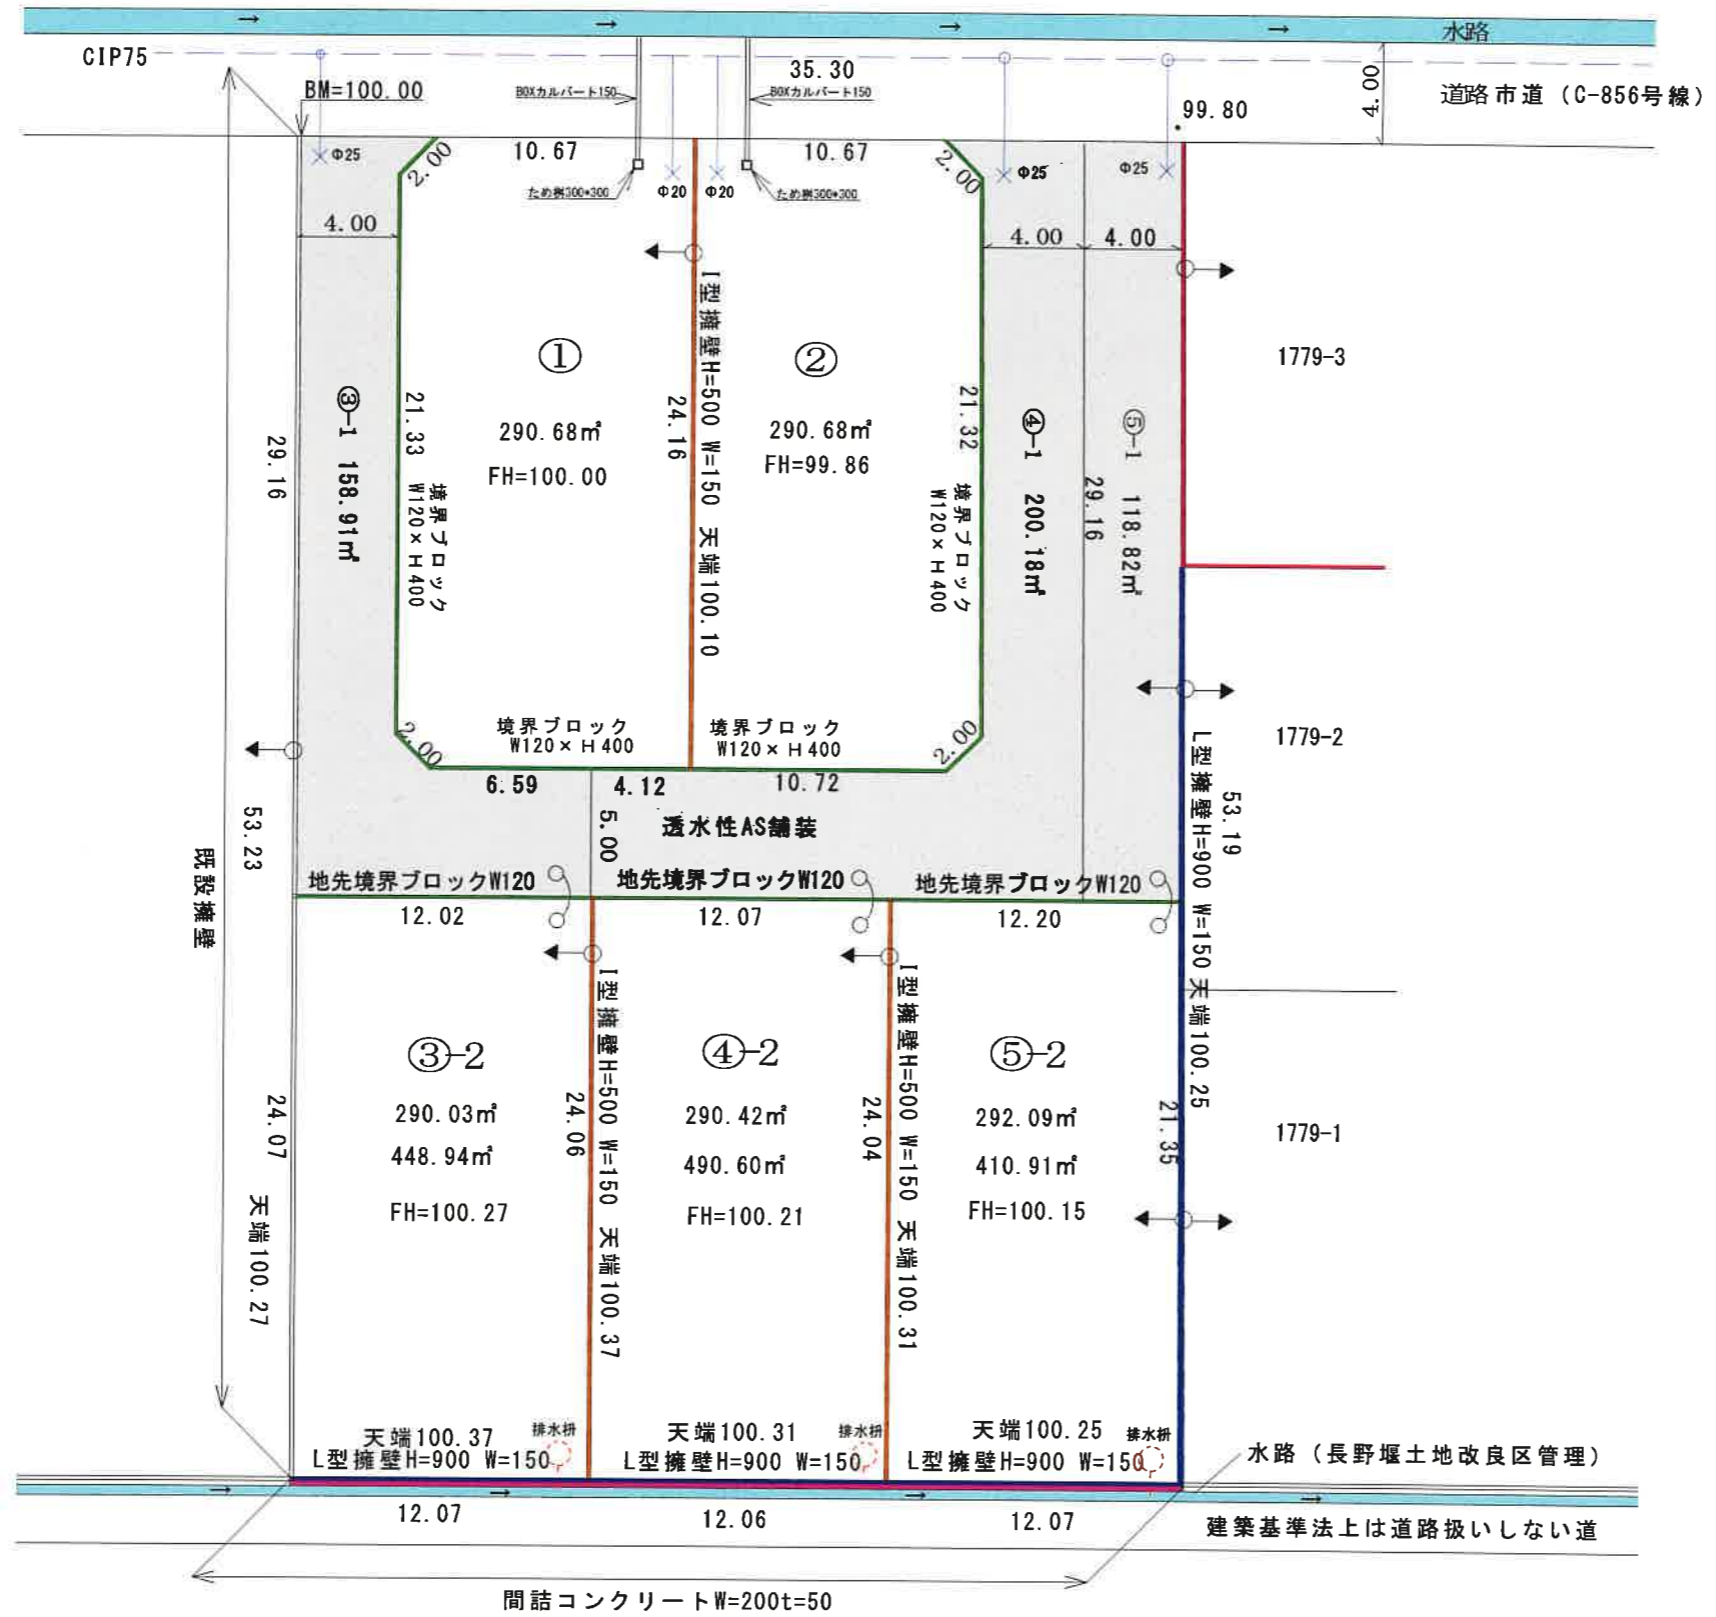 水路
CIP75
35.30
4.00
道路市道（C-856号線）
BM=100.00
BOXカルバート150
BOXカルバート150
99.80
Φ25
2.00
10.67
10.67
2.00
Φ25
Φ25
ため桝300*300
Φ20
Φ20
ため桝300*300
4.00
4.00
4.00
①
②
1779-3
290.68㎡
FH=100.00
290.68㎡
FH=99.86
I型擁壁H=500 W=150 天端100.10
24.16
21.33
境界ブロック
W120×H400
21.32
境界ブロック
W120×H400
③-1 158.91㎡
29.16
④-1 200.18㎡
29.16
⑤-1 118.82㎡
2.00
境界ブロック
W120×H400
境界ブロック
W120×H400
2.00
1779-2
6.59
4.12
10.72
5.00
透水性AS舗装
53.23
既設擁壁
53.19
L型擁壁H=900 W=150 天端100.25
地先境界ブロックW120
地先境界ブロックW120
地先境界ブロックW120
12.02
12.07
12.20
③-2
290.03㎡
448.94㎡
FH=100.27
④-2
290.42㎡
490.60㎡
FH=100.21
⑤-2
292.09㎡
410.91㎡
FH=100.15
1779-1
24.07
天端100.27
24.06
I型擁壁H=500 W=150 天端100.37
24.04
I型擁壁H=500 W=150 天端100.31
21.35
天端100.37
排水枡
L型擁壁H=900 W=150
天端100.31
排水枡
L型擁壁H=900 W=150
天端100.25
排水枡
L型擁壁H=900 W=150
水路（長野堰土地改良区管理）
12.07
12.06
12.07
建築基準法上は道路扱いしない道
間詰コンクリートW=200t=50